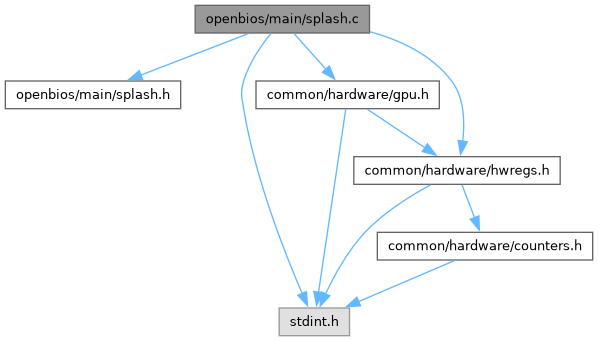 openbios/main/splash.c
openbios/main/splash.h
common/hardware/gpu.h
common/hardware/hwregs.h
common/hardware/counters.h
stdint.h